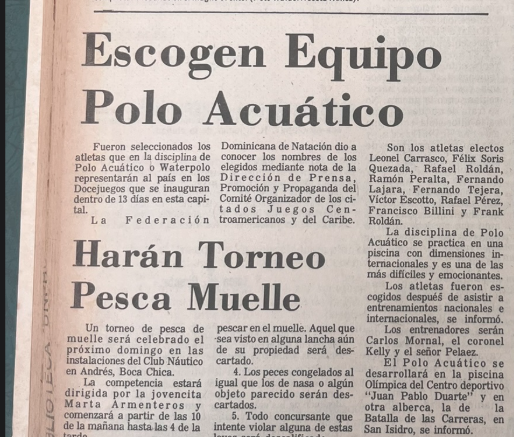 Escogen Equipo
Polo Acuático
Fueron seleccionados los
atletas que en la disciplina de
Polo Acuático o Waterpolo
representarán al país en los
Docejuegos que se inauguran
dentro de 13 días en esta capi-
tal.
La Federación
Dominicana de Natación dio a
conocer los nombres de los
elegidos mediante nota de la
Dirección de Prensa,
Promoción y Propaganda del
Comité Organizador de los ci-
tados Juegos Cen-
troamericanos y del Caribe.
Son los atletas electos
Leonel Carrasco, Félix Soris
Quezada, Rafael Roldán,
Ramón Peralta, Fernando
Lajara, Fernando Tejera,
Víctor Escotto, Rafael Pérez,
Francisco Billini y Frank
Roldán.
La disciplina de Polo
Acuático se practica en una
piscina con dimensiones in-
ternacionales y es una de las
más difíciles y emocionantes.
Los atletas fueron es-
cogidos despues de asistir a
entrenamientos nacionales e
internacionales, se informó.
Los entrenadores serán
Carlos Mornal, el coronel
Kelly y el señor Pelaez.
El Polo Acuático se
desarrollará en la piscina
Olímpica del Centro deportivo
"Juan Pablo Duarte" y en
otra alberca, la de la
Batalla de las Carreras, en
San Isidro, se informó.
Harán Torneo
Pesca Muelle
Un torneo de pesca de
muelle será celebrado el
próximo domingo en las
instalaciones del Club Náutico
en Andrés, Boca Chica.
La competencia estará
dirigida por la jovencita
Marta Armenteros y
comenzará a partir de las 10
de la mañana hasta las 4 de la
tarde.
pescar en el muelle. Aquel que
sea visto en alguna lancha aún
de su propiedad será des-
cartado.
4. Los peces congelados al
igual que los de nasa o algún
objeto parecido serán des-
cartados.
5. Todo concursante que
intente violar alguna de estas